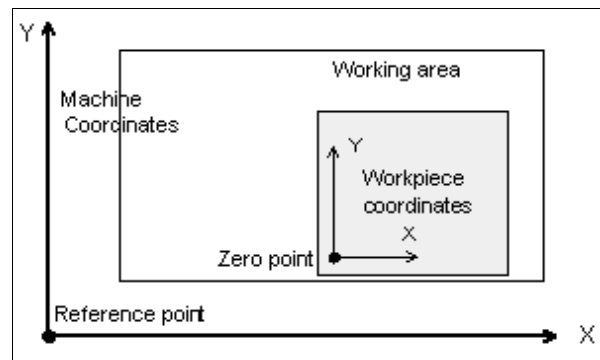 Y
Working area
Machine
Coordinates
Y
Workpiece
coordinates
X
Zero point
Reference point
X